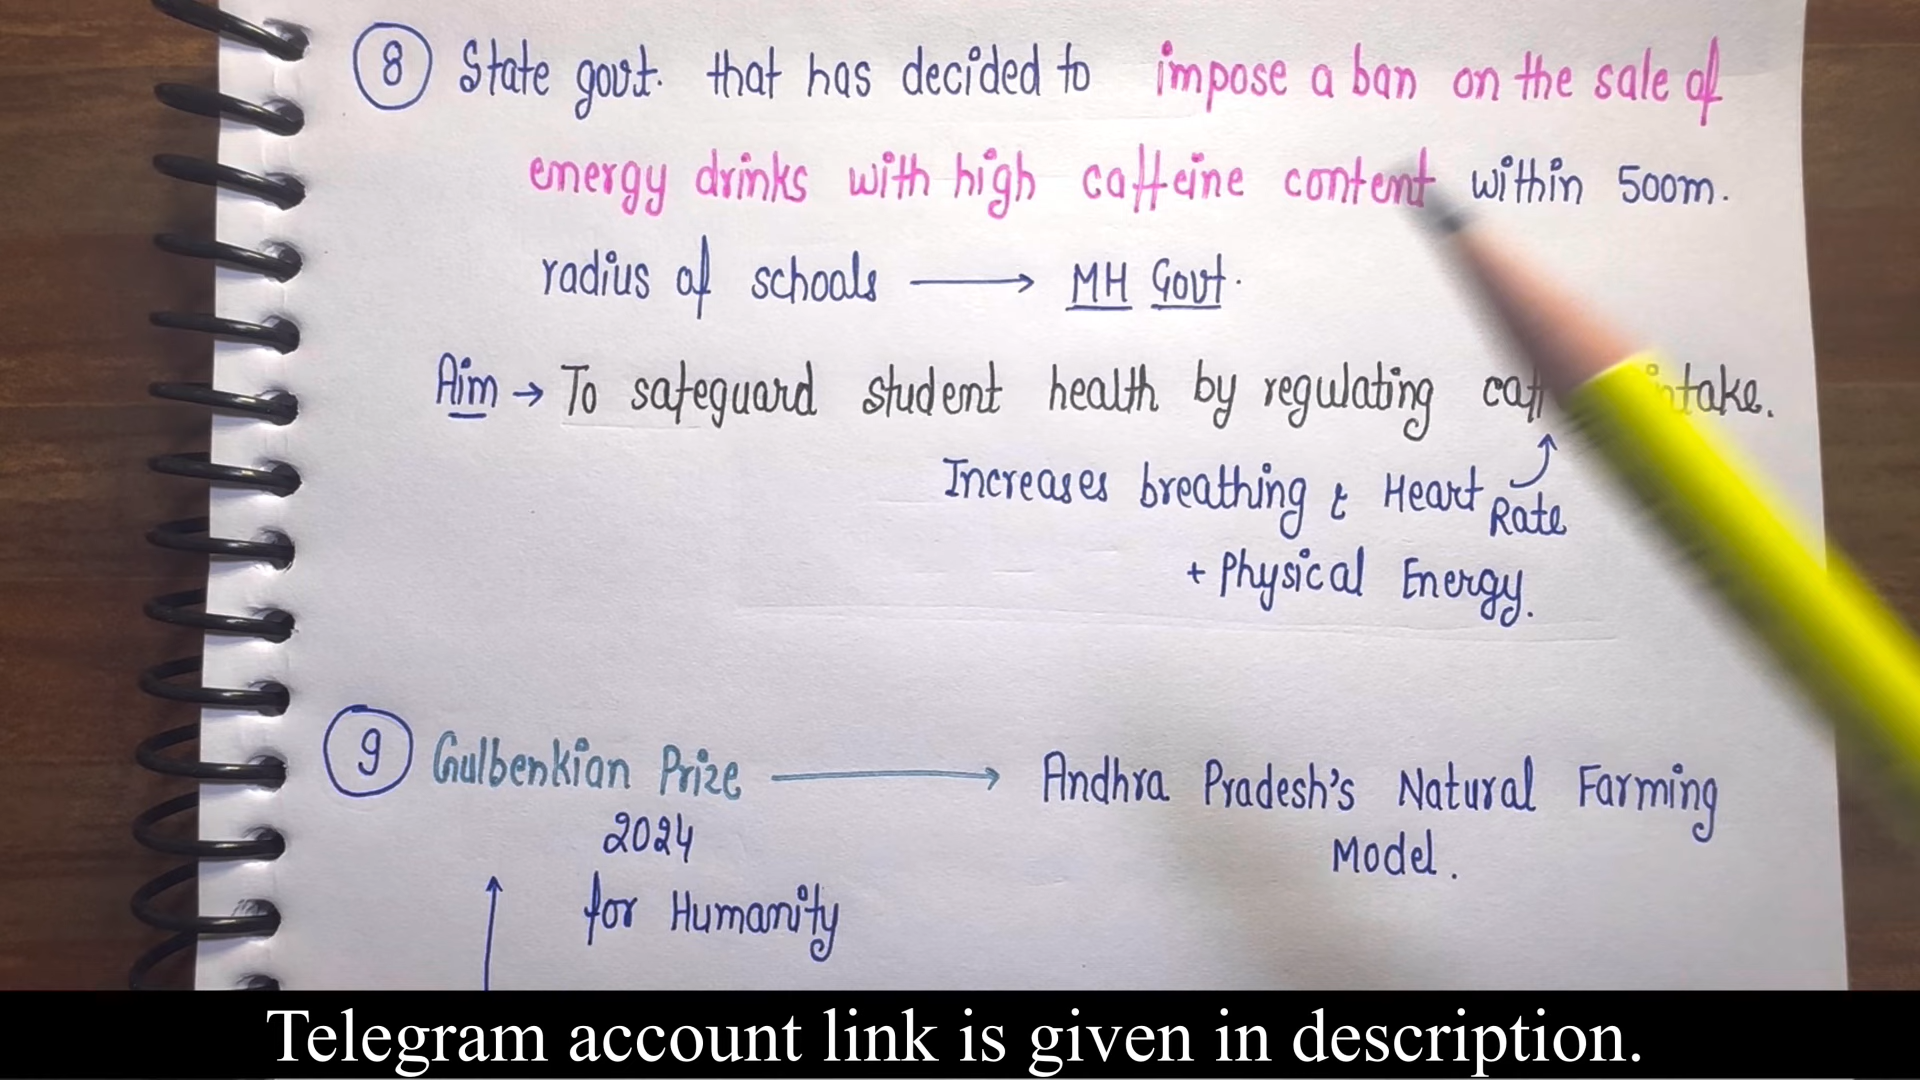 8 State govt. that has decided to impose a ban on the sale of
energy drinks with high caffeine content within 500m.
radius of schools → MH Govt.
Aim → To safeguard student health by regulating
Increases breathing & Heart Rate
+ Physical Energy.
9 Gulbenkian Prize → Andhra Pradesh's Natural Farming
2024 Model.
for Humanity
Telegram account link is given in description.